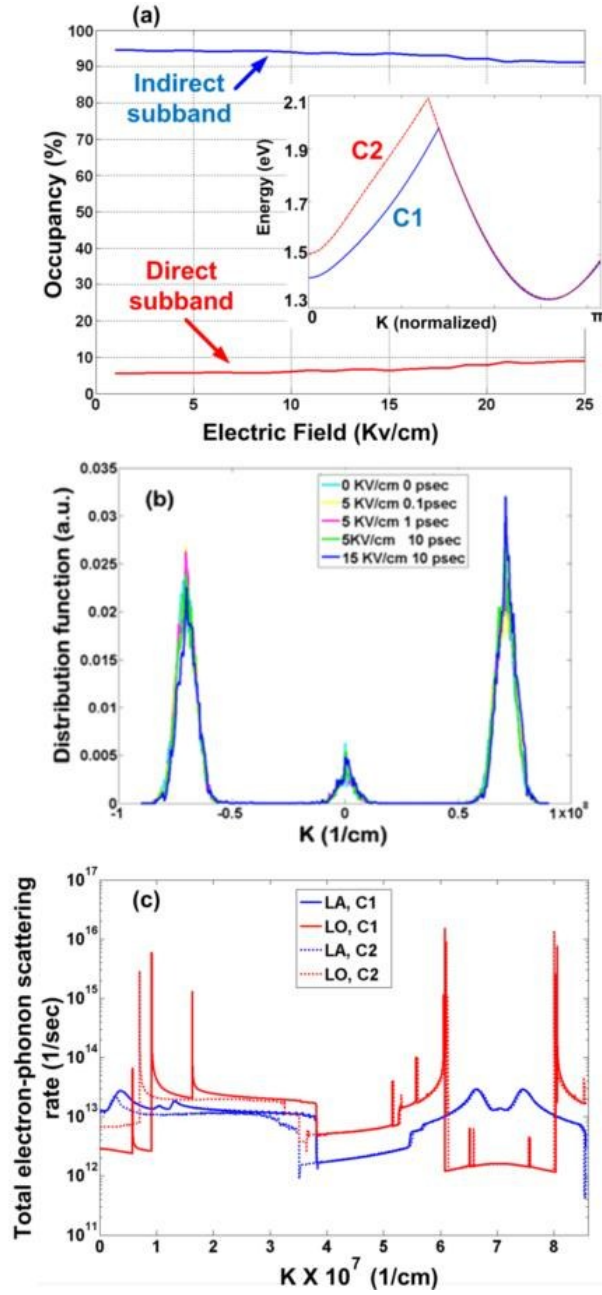 (a)
100
90
80
70
60
50
40
30
20
10
0
Occupancy (%)
Indirect
subband
Direct
subband
2.1
1.9
1.7
1.5
1.3
Energy (eV)
C2
C1
0
π
K (normalized)
0 5 10 15 20 25
Electric Field (Kv/cm)
(b)
0.035
0.03
0.025
0.02
0.015
0.01
0.005
0
Distribution function (a.u.)
0 KV/cm 0 psec
5 KV/cm 0.1psec
5 KV/cm 1 psec
5KV/cm 10 psec
15 KV/cm 10 psec
-1 -0.5 0 0.5 1×10⁸
K (1/cm)
(c)
10¹⁷
10¹⁶
10¹⁵
10¹⁴
10¹³
10¹²
10¹¹
Total electron-phonon scattering
rate (1/sec)
LA, C1
LO, C1
LA, C2
LO, C2
0 1 2 3 4 5 6 7 8
K X 10⁷ (1/cm)